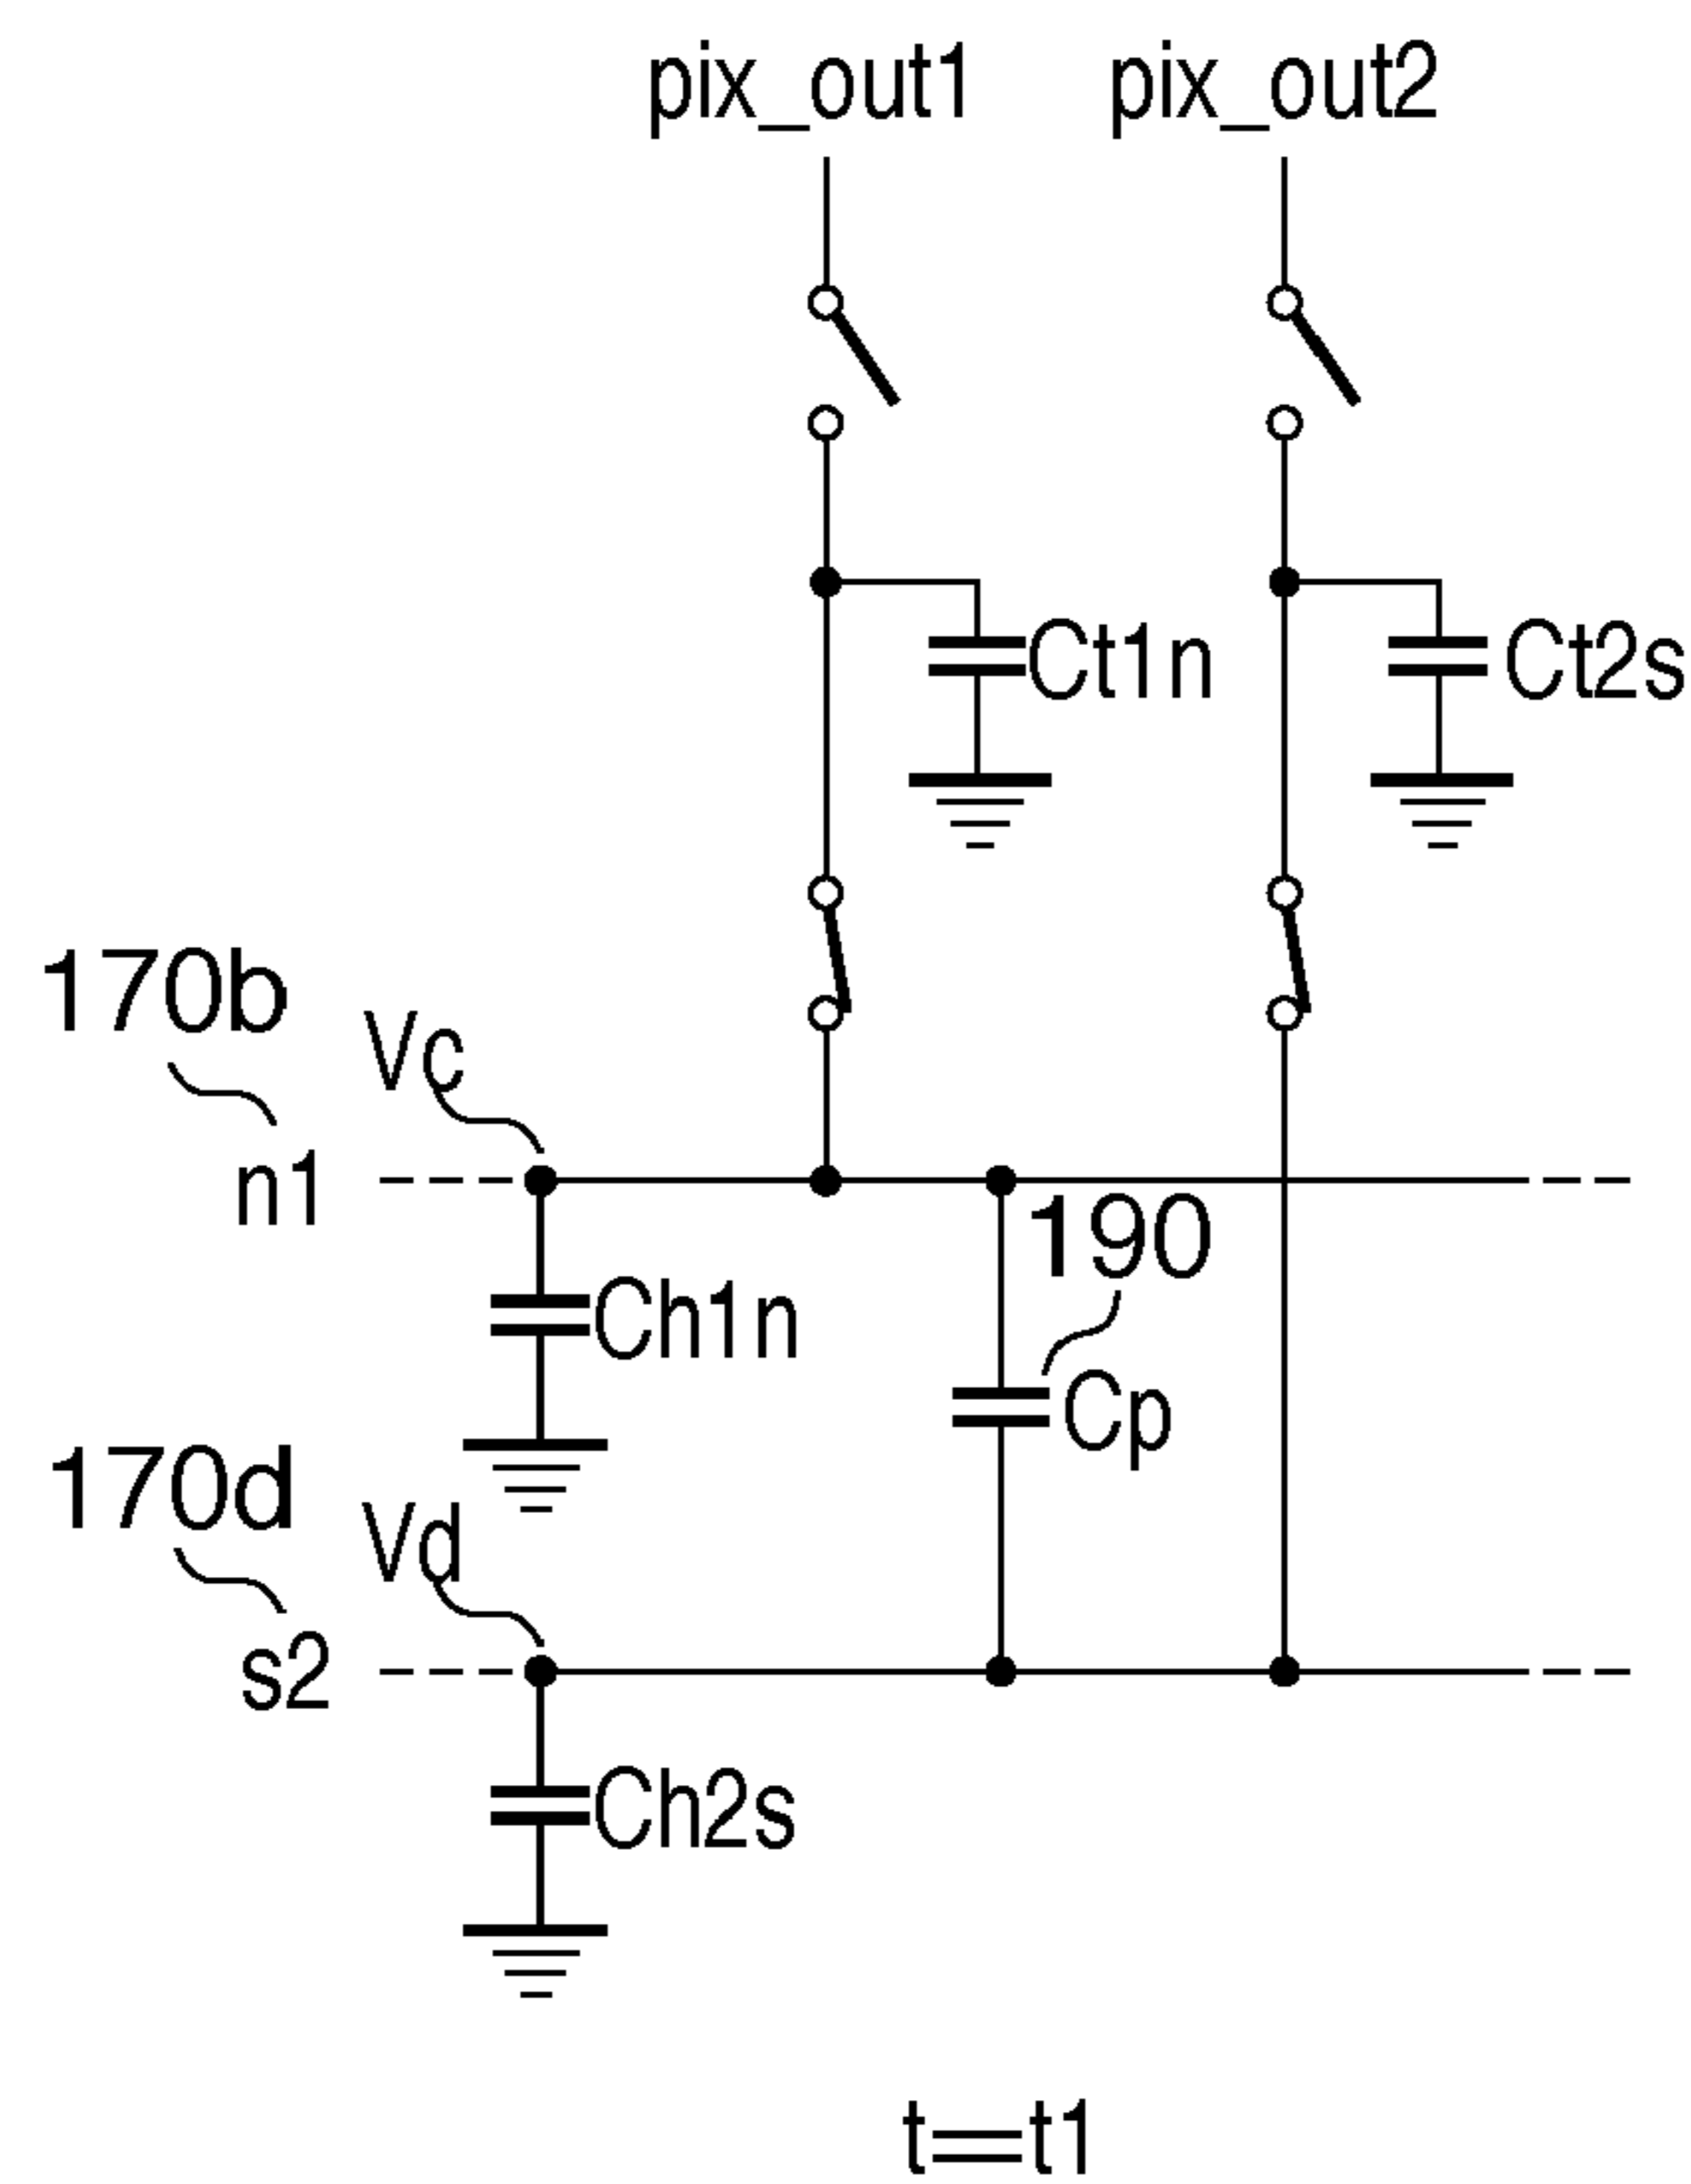 pix_out1 pix_out2
Ct1n Ct2s
170b
Vc
n1
190
Ch1n
Cp
170d
Vd
s2
Ch2s
t=t1